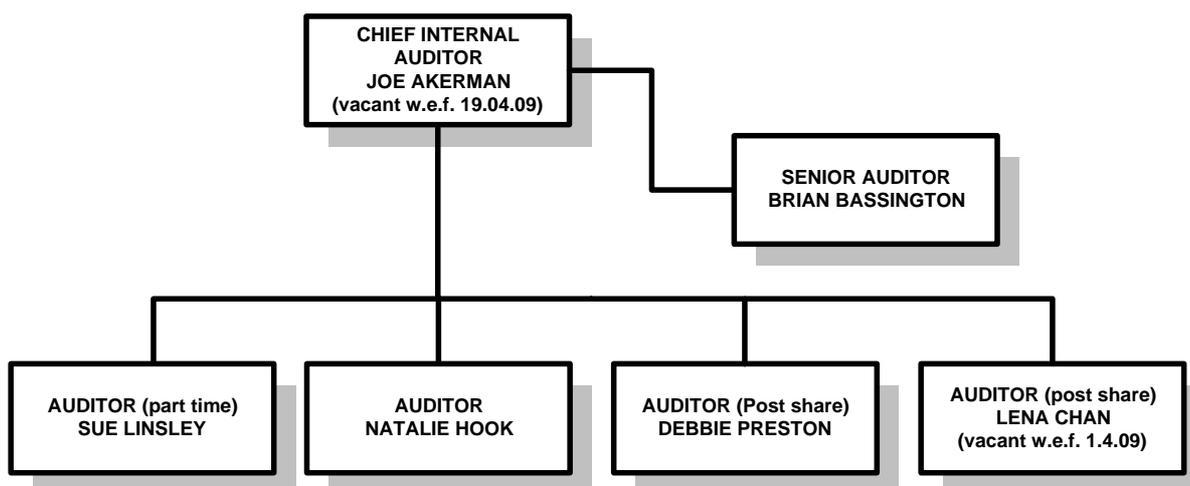 CHIEF INTERNAL
AUDITOR
JOE AKERMAN
(vacant w.e.f. 19.04.09)
SENIOR AUDITOR
BRIAN BASSINGTON
AUDITOR (part time)
SUE LINSLEY
AUDITOR
NATALIE HOOK
AUDITOR (Post share)
DEBBIE PRESTON
AUDITOR (post share)
LENA CHAN
(vacant w.e.f. 1.4.09)